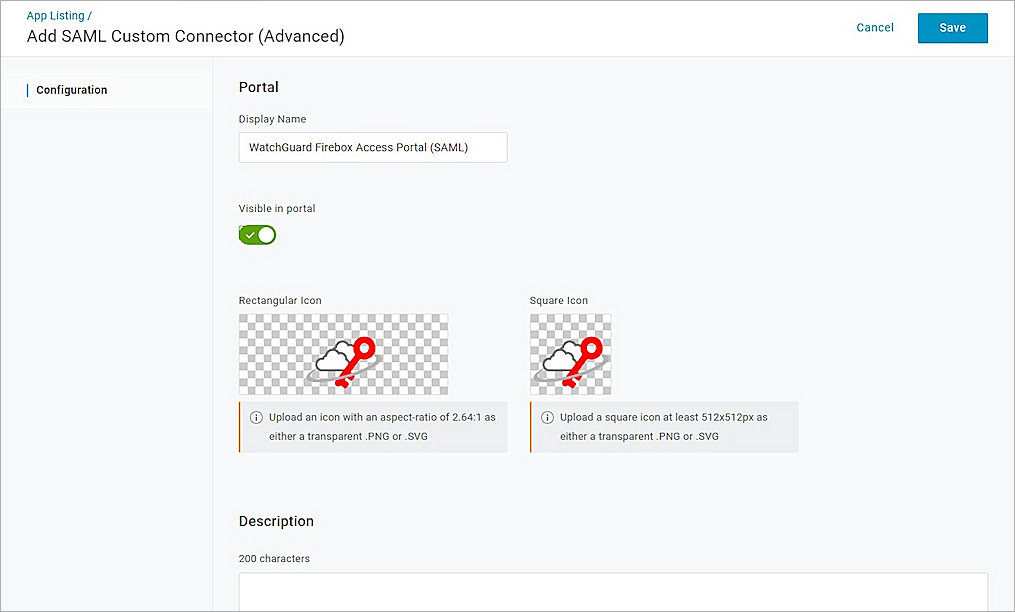 App Listing /
Add SAML Custom Connector (Advanced)
Cancel
Save
Configuration
Portal
Display Name
WatchGuard Firebox Access Portal (SAML)
Visible in portal
Rectangular Icon
Square Icon
Upload an icon with an aspect-ratio of 2.64:1 as
either a transparent .PNG or .SVG
Upload a square icon at least 512x512px as
either a transparent .PNG or .SVG
Description
200 characters